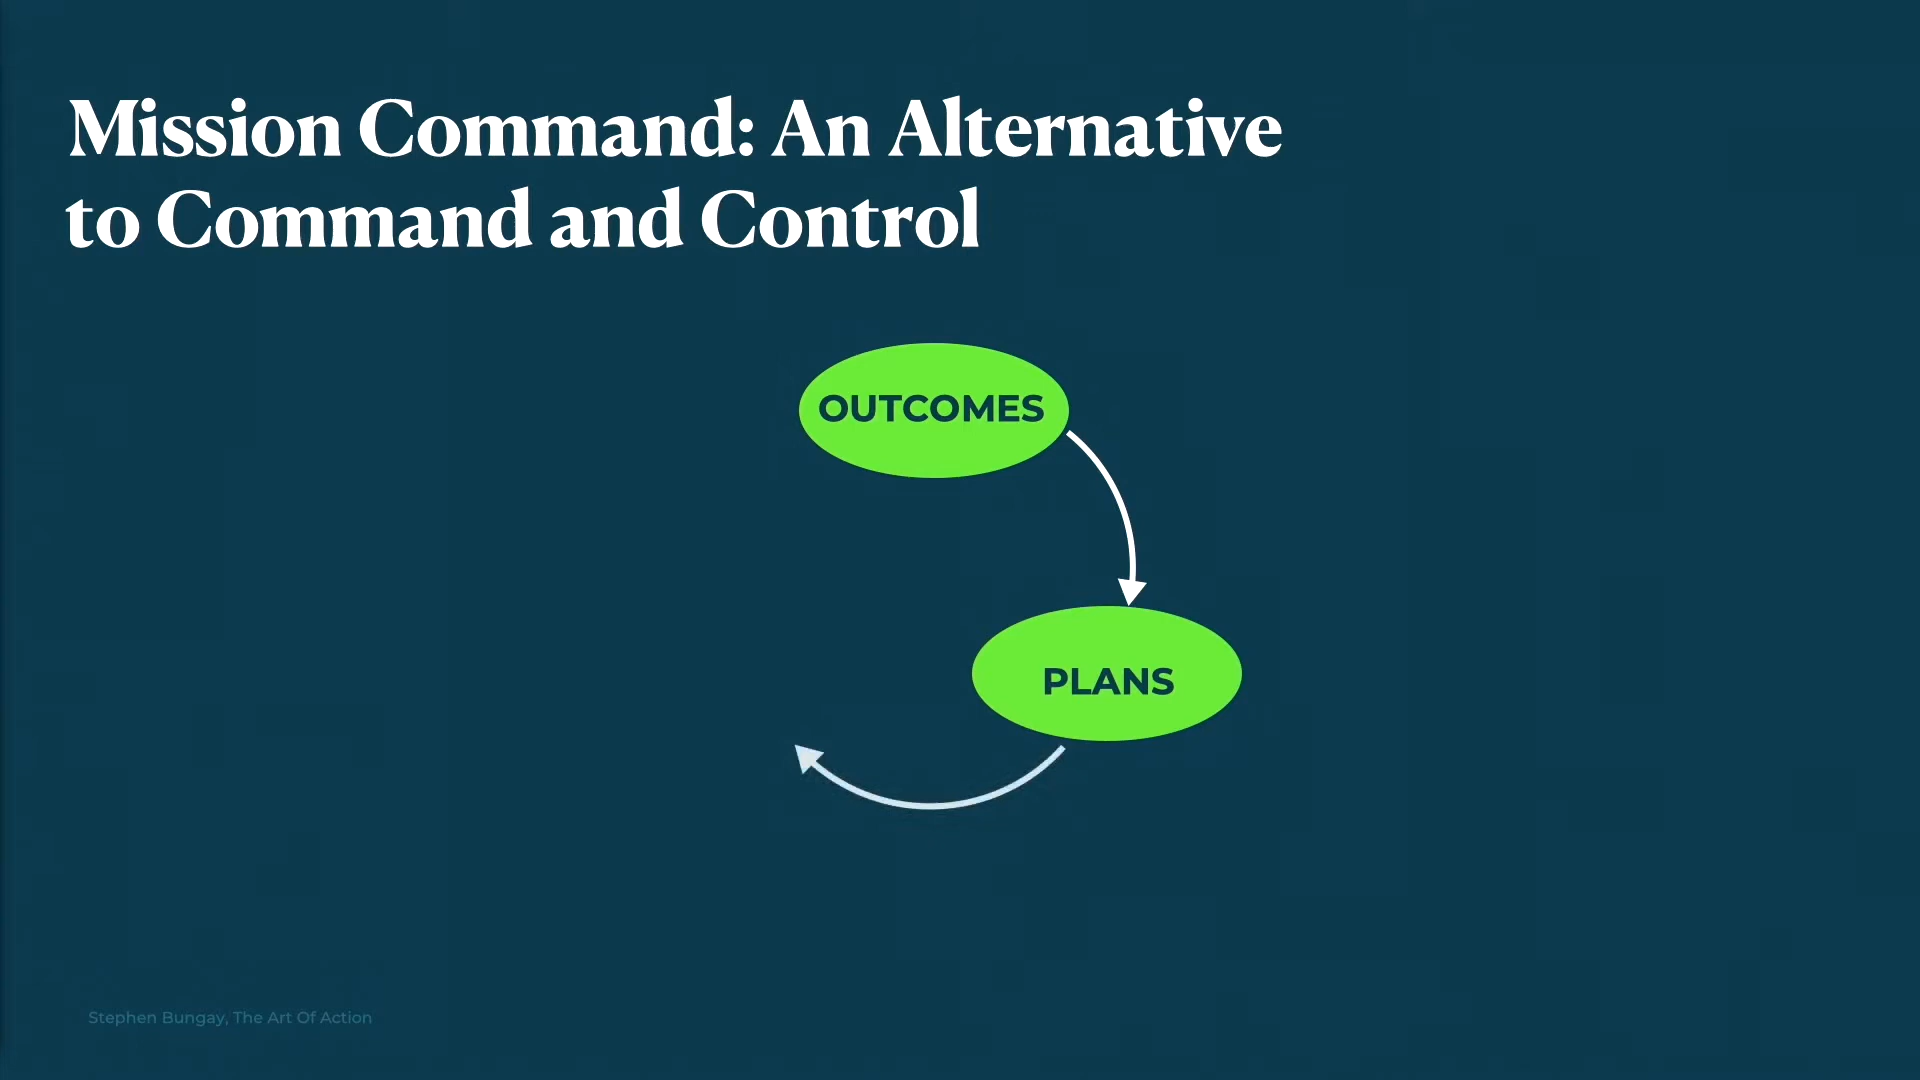 Mission Command: An Alternative
to Command and Control
OUTCOMES
PLANS
Stephen Bungay, The Art Of Action